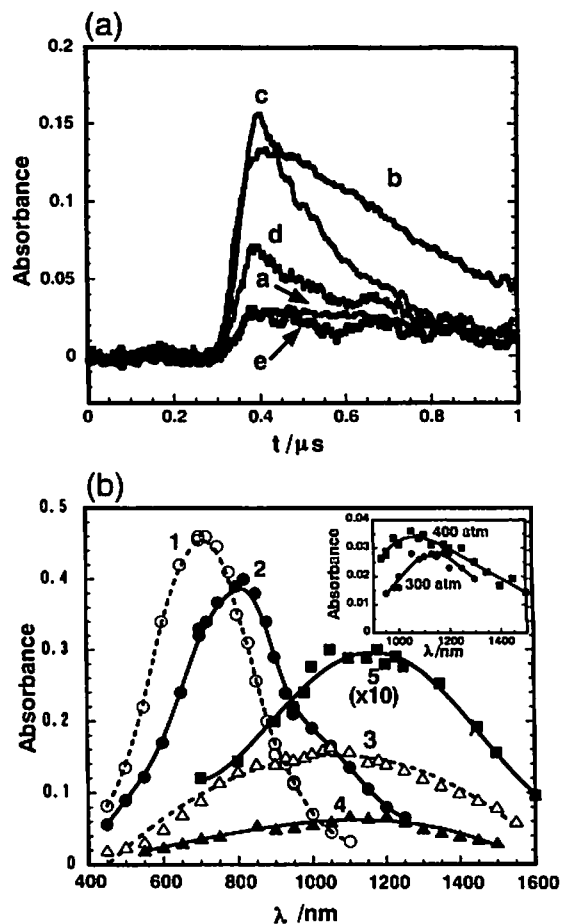 (a)
0.2
0.15
0.1
0.05
0
Absorbance
c
b
d
a
e
0 0.2 0.4 0.6 0.8 1
t /μs
(b)
0.5
0.4
0.3
0.2
0.1
0
Absorbance
1
2
5
(x10)
3
4
0.04
0.03
0.02
0.01
0
Absorbance
400 atm
300 atm
1000 1200 1400
λ/nm
400 600 800 1000 1200 1400 1600
λ /nm